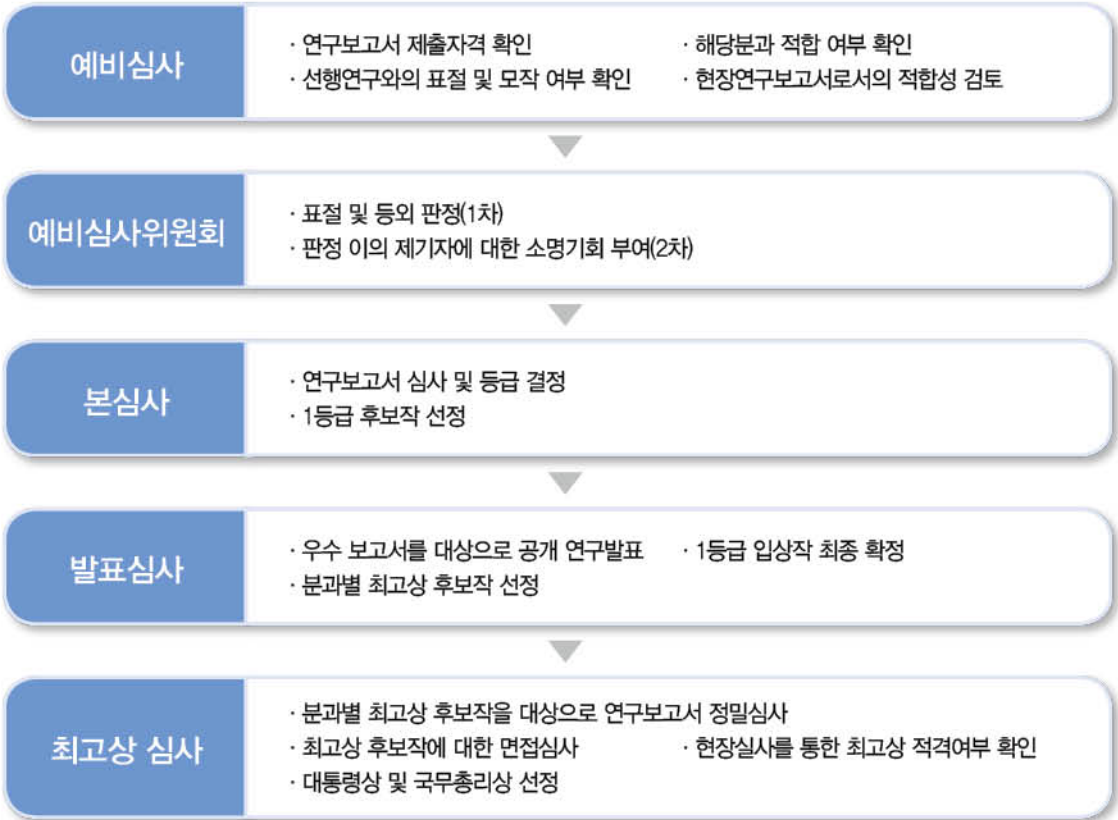 예비심사
· 연구보고서 제출자격 확인 · 해당분과 적합 여부 확인
· 선행연구와의 표절 및 모작 여부 확인 · 현장연구보고서로서의 적합성 검토
예비심사위원회
· 표절 및 등외 판정(1차)
· 판정 이의 제기자에 대한 소명기회 부여(2차)
본심사
· 연구보고서 심사 및 등급 결정
· 1등급 후보작 선정
발표심사
· 우수 보고서를 대상으로 공개 연구발표 · 1등급 입상작 최종 확정
· 분과별 최고상 후보작 선정
최고상 심사
· 분과별 최고상 후보작을 대상으로 연구보고서 정밀심사
· 최고상 후보작에 대한 면접심사 · 현장실사를 통한 최고상 적격여부 확인
· 대통령상 및 국무총리상 선정